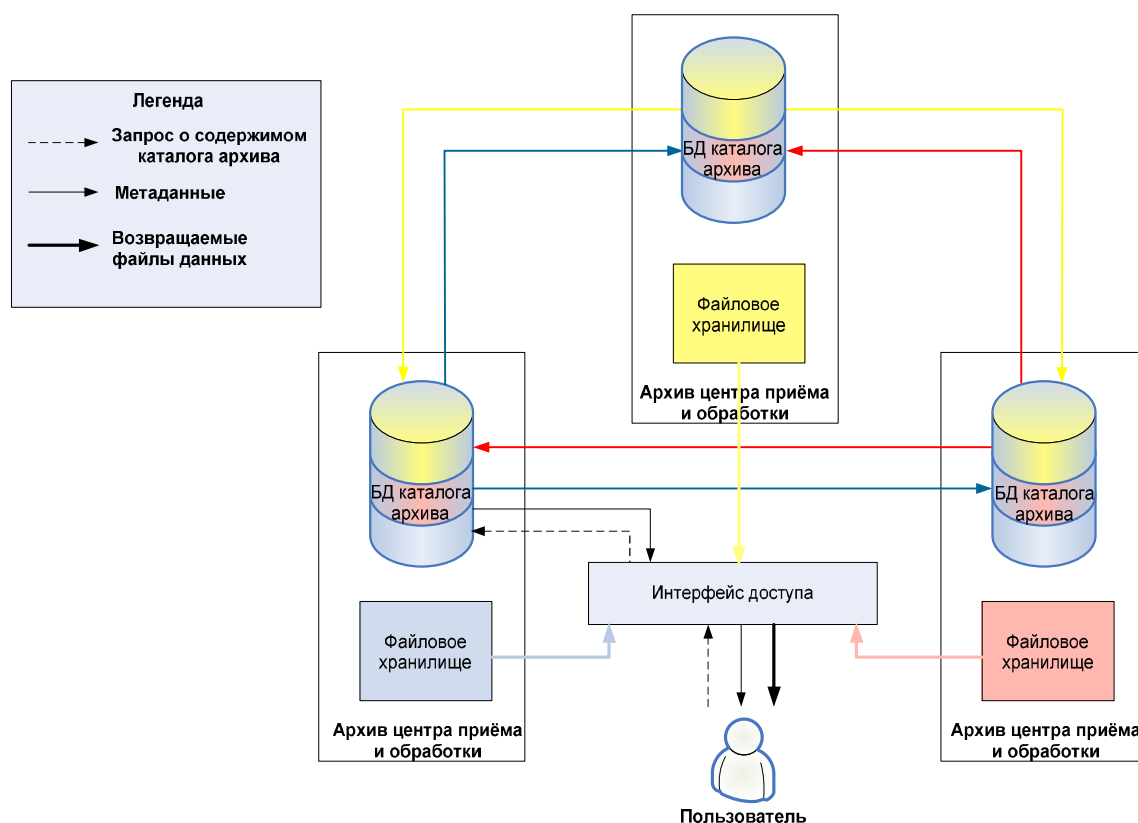 Легенда
Запрос о содержимом
каталога архива
Метаданные
Возвращаемые
файлы данных
БД каталога
архива
Файловое
хранилище
Архив центра приёма
и обработки
БД каталога
архива
БД каталога
архива
Интерфейс доступа
Файловое
хранилище
Файловое
хранилище
Архив центра приёма
и обработки
Архив центра приёма
и обработки
Пользователь